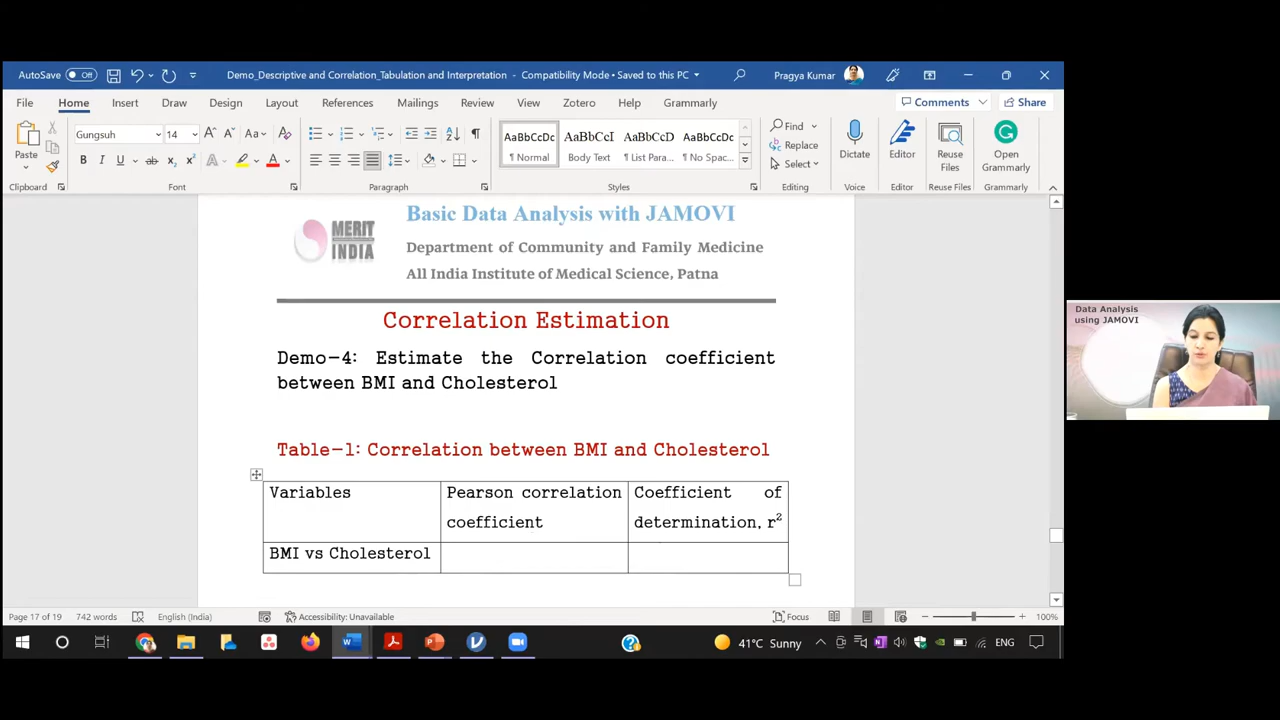 AutoSave Off Demo_Descriptive and Correlation_Tabulation and Interpretation - Compatibility Mode • Saved to this PC Pragya Kumar
File Home Insert Draw Design Layout References Mailings Review View Zotero Help Grammarly Comments Share
Paste Gungsuh 14 AaBbCcDc ¶ Normal AaBbCcI Body Text AaBbCcD ¶ List Para... AaBbCcDc ¶ No Spac... Find Replace Select Dictate Editor Reuse Files Open Grammarly
Clipboard Font Paragraph Styles Editing Voice Editor Reuse Files Grammarly
MERIT INDIA
Basic Data Analysis with JAMOVI
Department of Community and Family Medicine
All India Institute of Medical Science, Patna
Correlation Estimation
Demo-4: Estimate the Correlation coefficient
between BMI and Cholesterol
Table-1: Correlation between BMI and Cholesterol
Variables Pearson correlation coefficient Coefficient of determination, r²
BMI vs Cholesterol
Data Analysis
using JAMOVI
Page 17 of 19 742 words English (India) Accessibility: Unavailable Focus 100%
41°C Sunny ENG